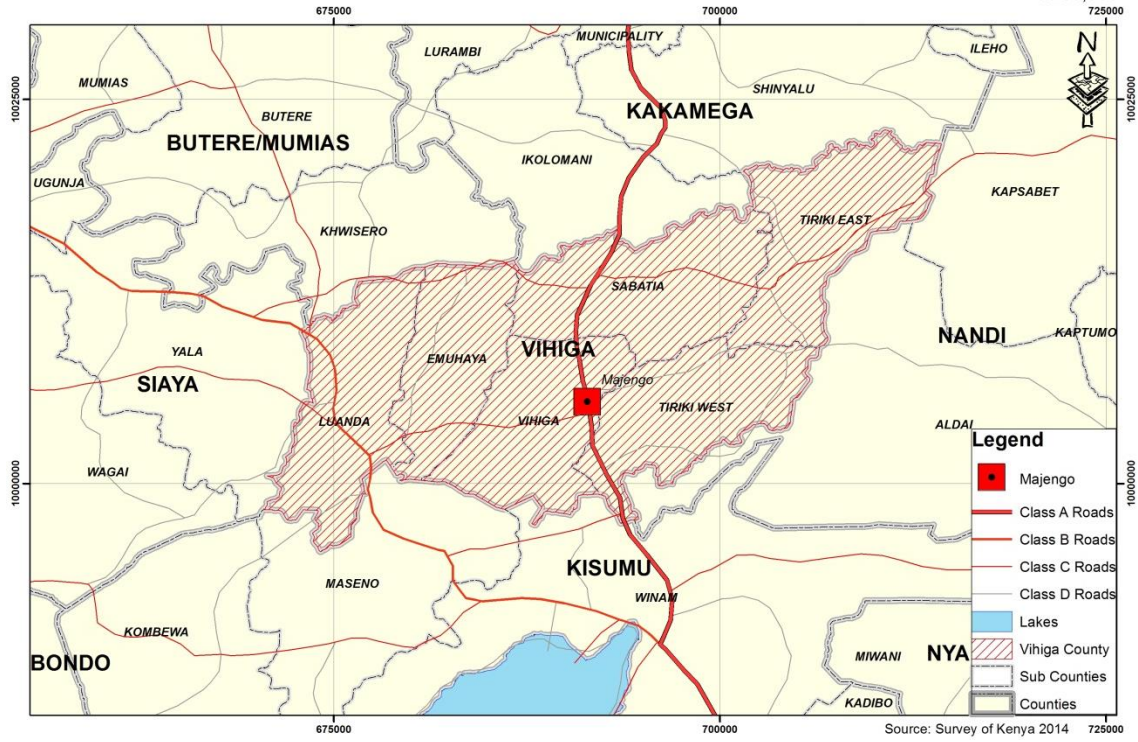 675000
700000
725000
10025000
10025000
10000000
10000000
675000
700000
725000
N
MUNICIPALITY
LURAMBI
ILEHO
MUMIAS
SHINYALU
KAKAMEGA
BUTERE
BUTERE/MUMIAS
IKOLOMANI
UGUNJA
KAPSABET
TIRIKI EAST
KHWISERO
SABATIA
NANDI
KAPTUMO
YALA
EMUHAYA
VIHIGA
SIAYA
Majengo
TIRIKI WEST
LUANDA
VIHIGA
ALDAI
WAGAI
KISUMU
MASENO
WINAM
KOMBEWA
BONDO
NYA
MIWANI
KADIBO
Legend
Majengo
Class A Roads
Class B Roads
Class C Roads
Class D Roads
Lakes
Vihiga County
Sub Counties
Counties
Source: Survey of Kenya 2014